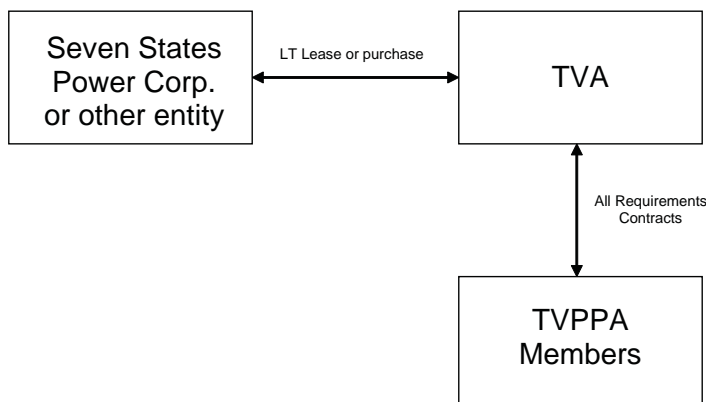 Seven States
Power Corp.
or other entity
LT Lease or purchase
TVA
All Requirements
Contracts
TVPPA
Members